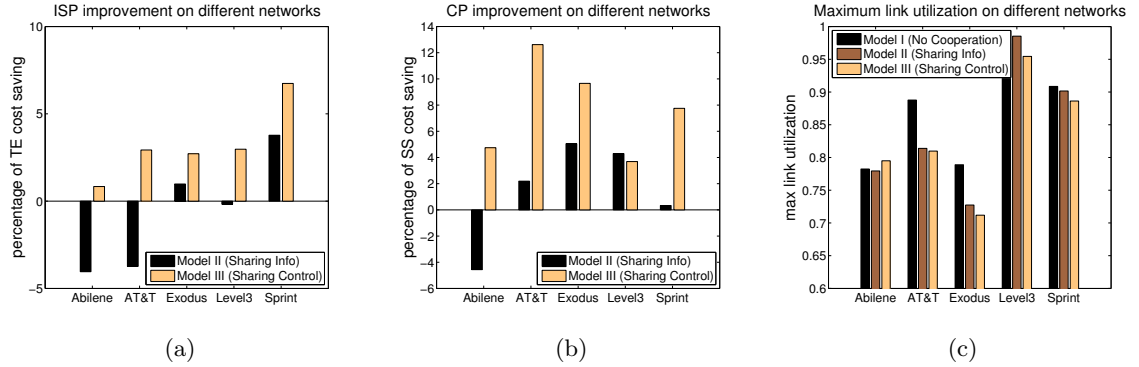 ISP improvement on different networks
percentage of TE cost saving
10
5
0
−5
Abilene AT&T Exodus Level3 Sprint
Model II (Sharing Info)
Model III (Sharing Control)
(a)
CP improvement on different networks
percentage of SS cost saving
14
12
10
8
6
4
2
0
−2
−4
−6
Abilene AT&T Exodus Level3 Sprint
Model II (Sharing Info)
Model III (Sharing Control)
(b)
Maximum link utilization on different networks
max link utilization
1
0.95
0.9
0.85
0.8
0.75
0.7
0.65
0.6
Abilene AT&T Exodus Level3 Sprint
Model I (No Cooperation)
Model II (Sharing Info)
Model III (Sharing Control)
(c)